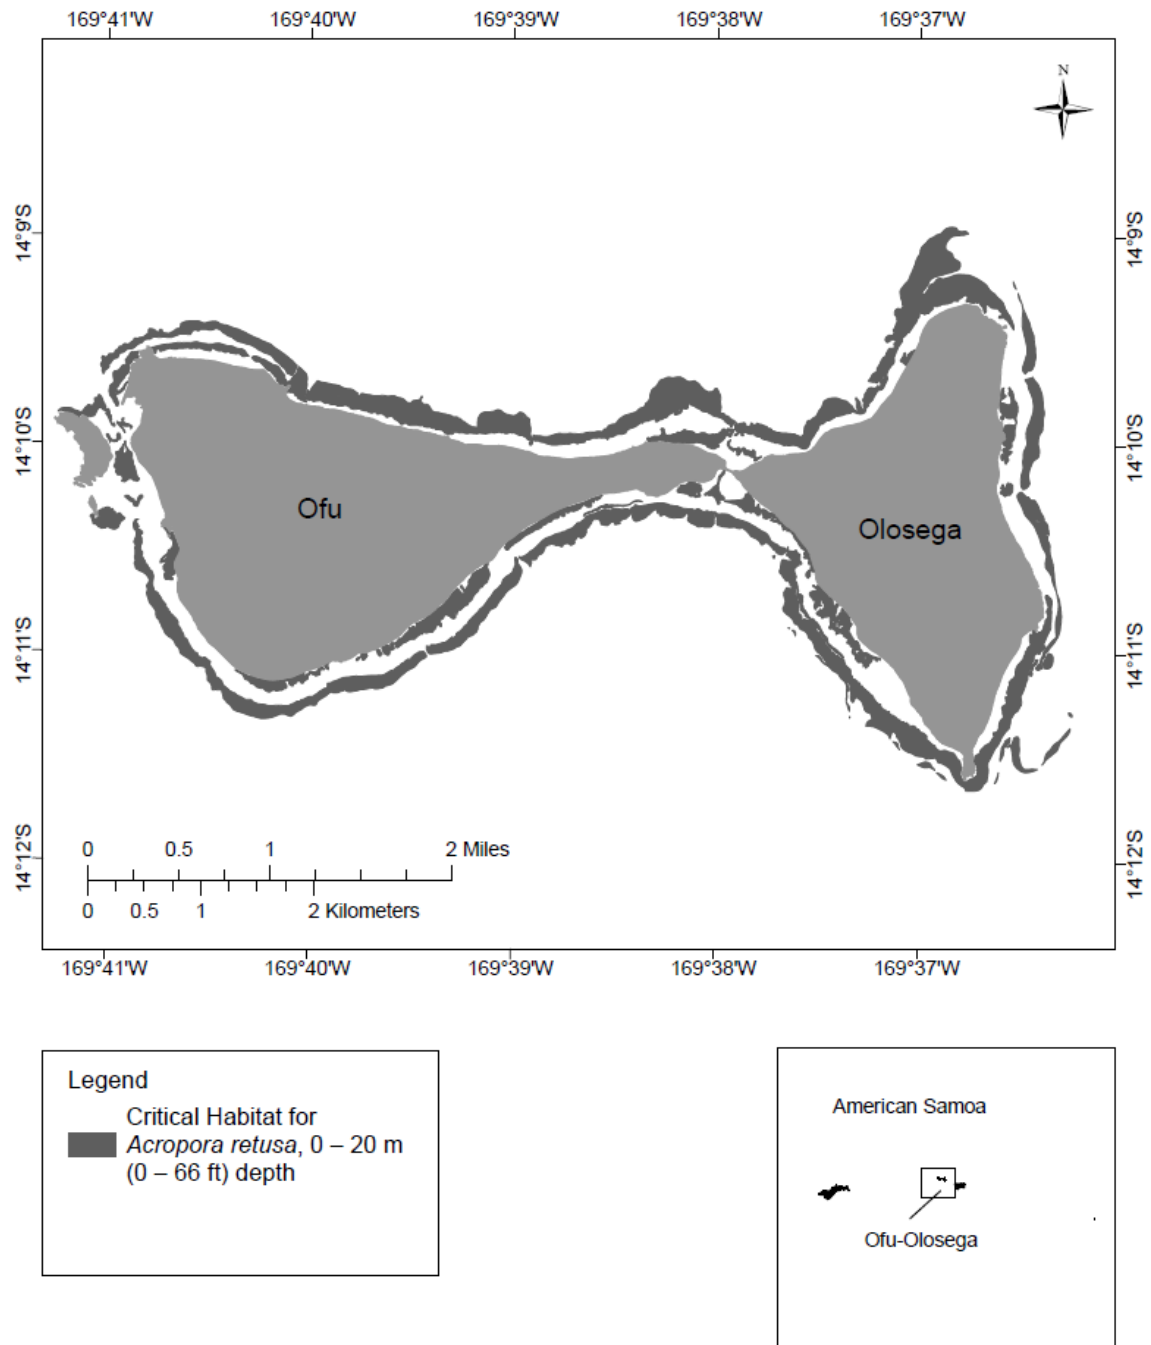 169°41'W 169°40'W 169°39'W 169°38'W 169°37'W
N
14°9'S 14°9'S
14°10'S 14°10'S
Ofu
Olosega
14°11'S 14°11'S
0 0.5 1 2 Miles
14°12'S 14°12'S
0 0.5 1 2 Kilometers
169°41'W 169°40'W 169°39'W 169°38'W 169°37'W
Legend
Critical Habitat for
Acropora retusa, 0 – 20 m
(0 – 66 ft) depth
American Samoa
Ofu-Olosega